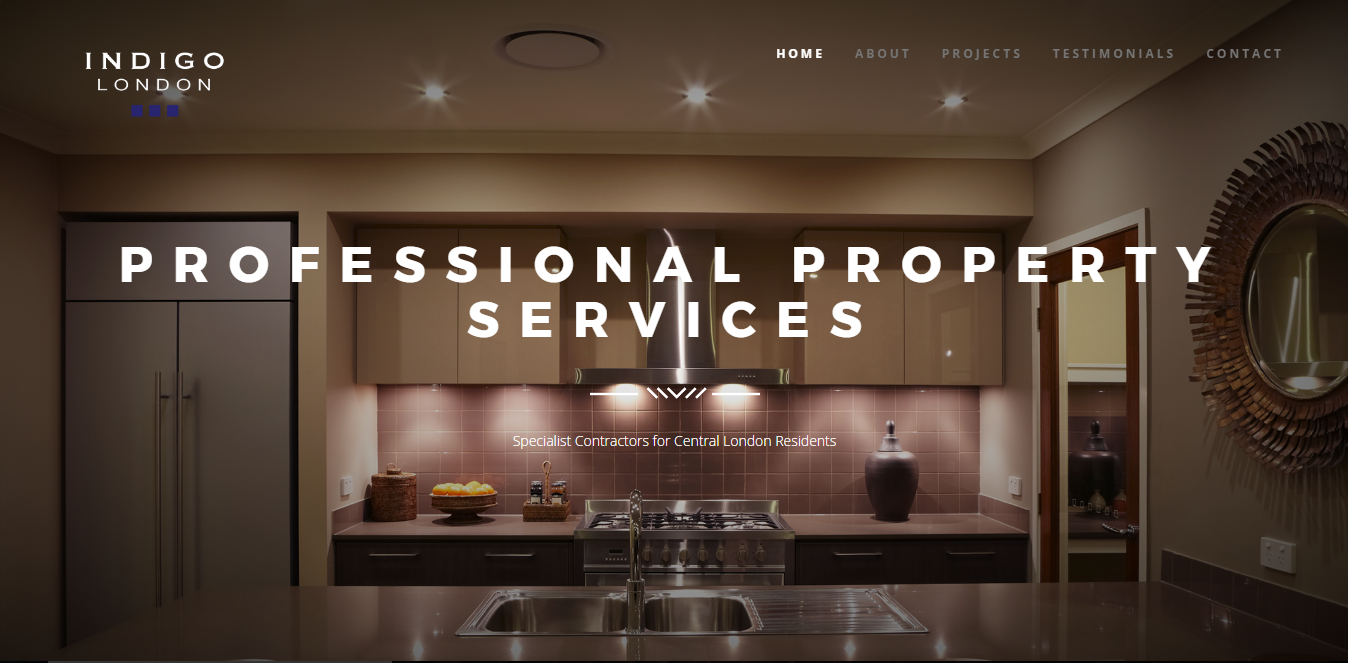 INDIGO
LONDON
HOME ABOUT PROJECTS TESTIMONIALS CONTACT
PROFESSIONAL PROPERTY
SERVICES
Specialist Contractors for Central London Residents